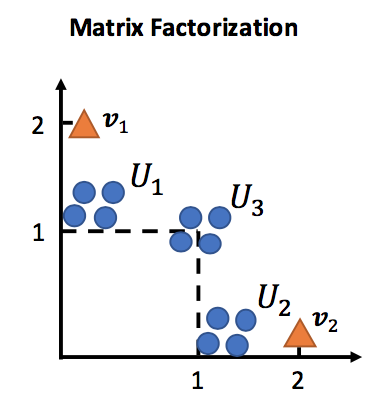 Matrix Factorization
2
v1
U1
U3
1
U2
v2
1
2